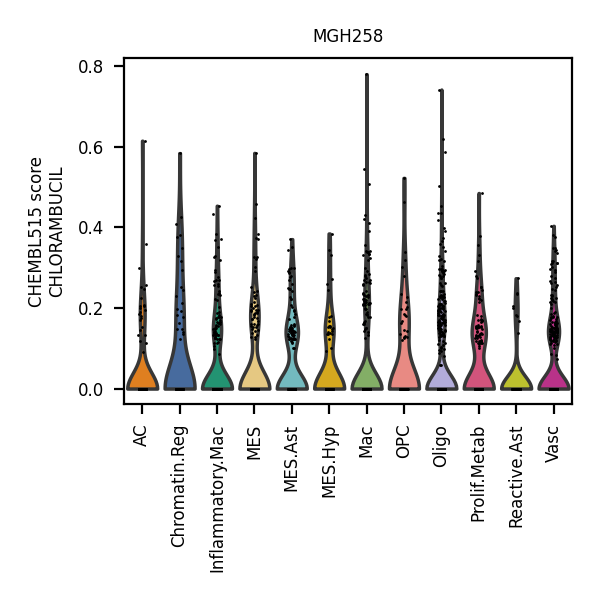 MGH258
CHEMBL515 score
CHLORAMBUCIL
0.8
0.6
0.4
0.2
0.0
AC
Chromatin.Reg
Inflammatory.Mac
MES
MES.Ast
MES.Hyp
Mac
OPC
Oligo
Prolif.Metab
Reactive.Ast
Vasc